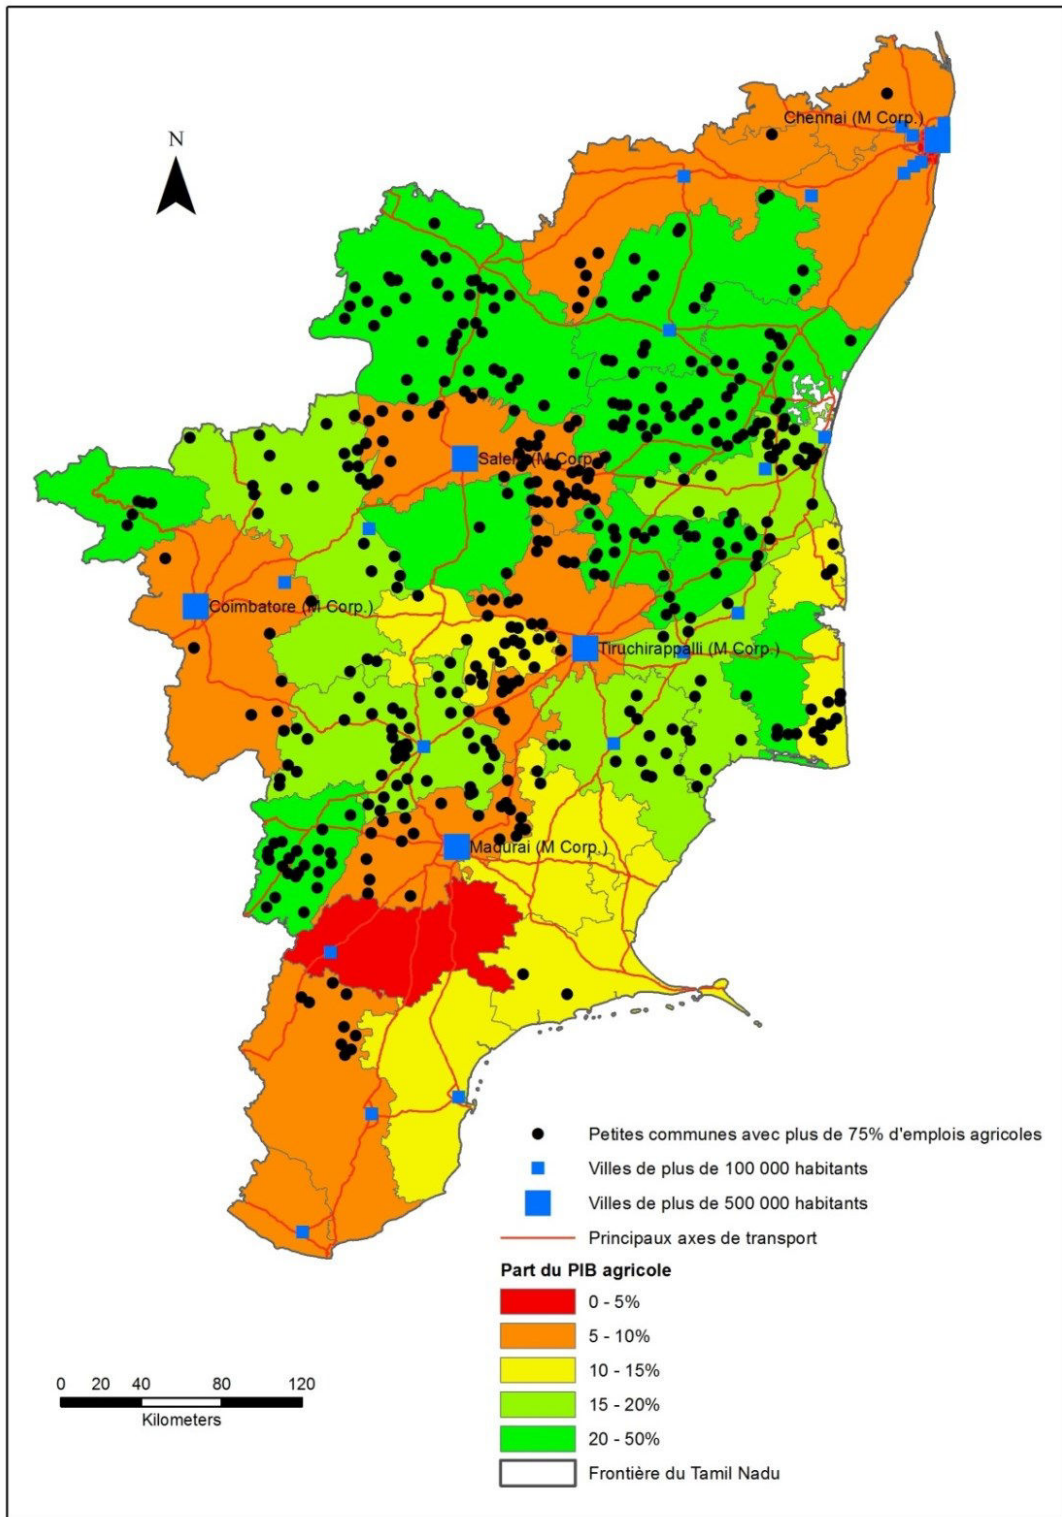 N
Chennai (M Corp.)
Salem (M Corp.)
Coimbatore (M Corp.)
Tiruchirappalli (M Corp.)
Madurai (M Corp.)
Petites communes avec plus de 75% d'emplois agricoles
Villes de plus de 100 000 habitants
Villes de plus de 500 000 habitants
Principaux axes de transport
Part du PIB agricole
0 - 5%
5 - 10%
10 - 15%
15 - 20%
20 - 50%
Frontière du Tamil Nadu
0 20 40 80 120
Kilometers